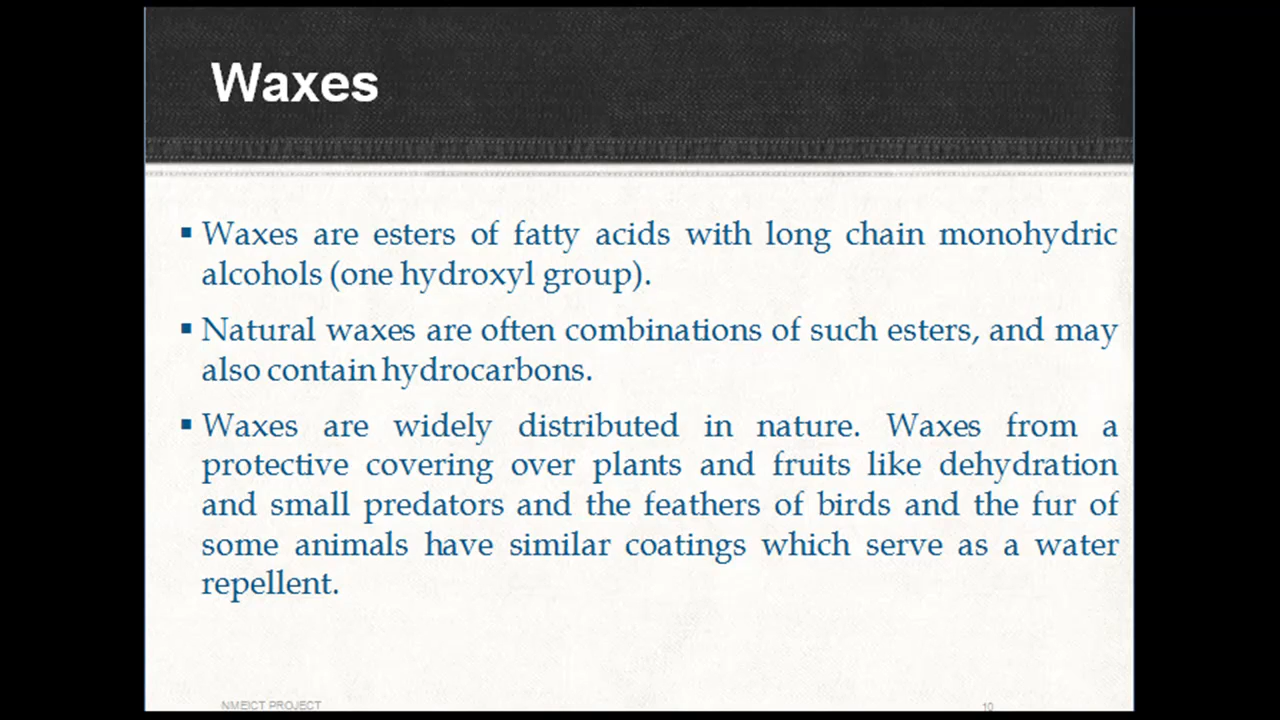 Waxes
▪ Waxes are esters of fatty acids with long chain monohydric
alcohols (one hydroxyl group).
▪ Natural waxes are often combinations of such esters, and may
also contain hydrocarbons.
▪ Waxes are widely distributed in nature. Waxes from a
protective covering over plants and fruits like dehydration
and small predators and the feathers of birds and the fur of
some animals have similar coatings which serve as a water
repellent.
NMEICT PROJECT
10